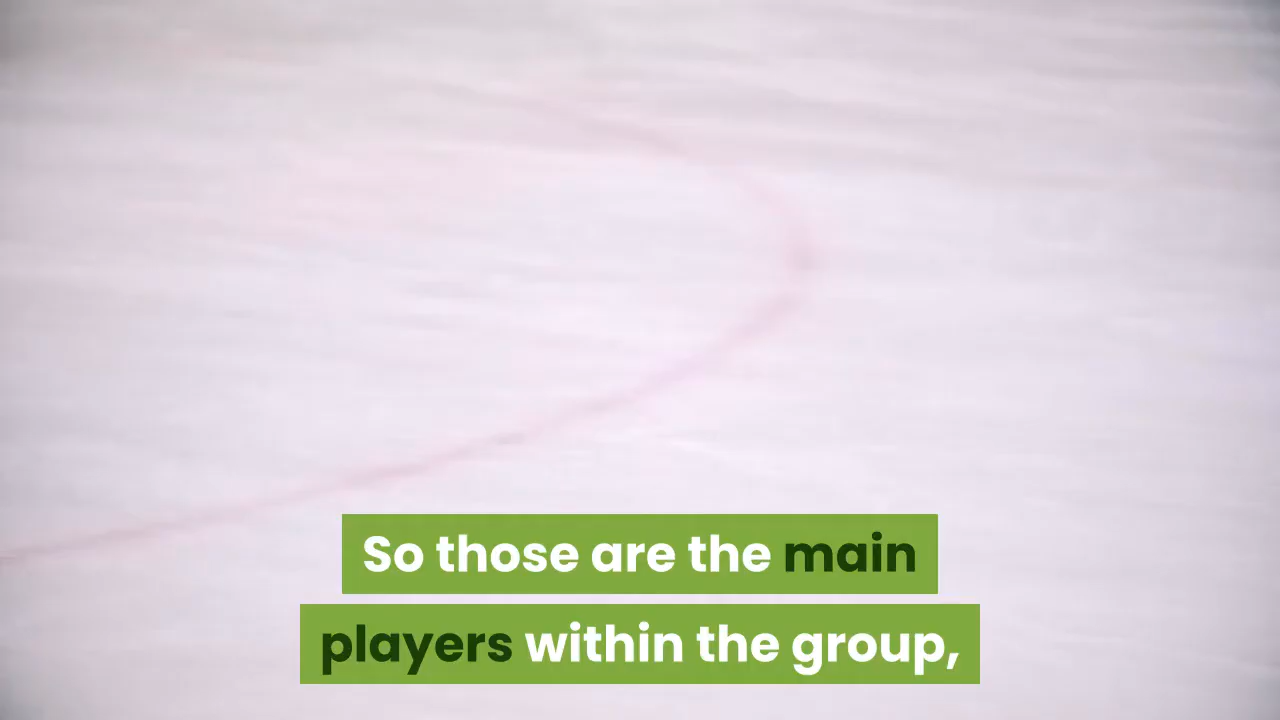 So those are the main
players within the group,